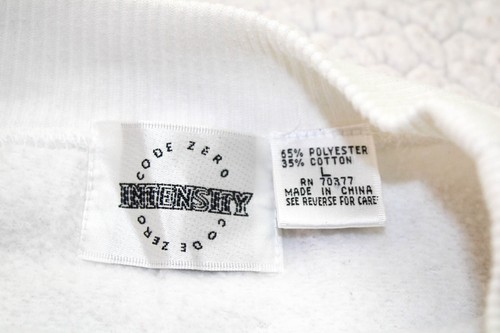 CODE ZERO
INTENSITY
CODE ZERO
65% POLYESTER
35% COTTON
L
RN 70377
MADE IN CHINA
SEE REVERSE FOR CARE